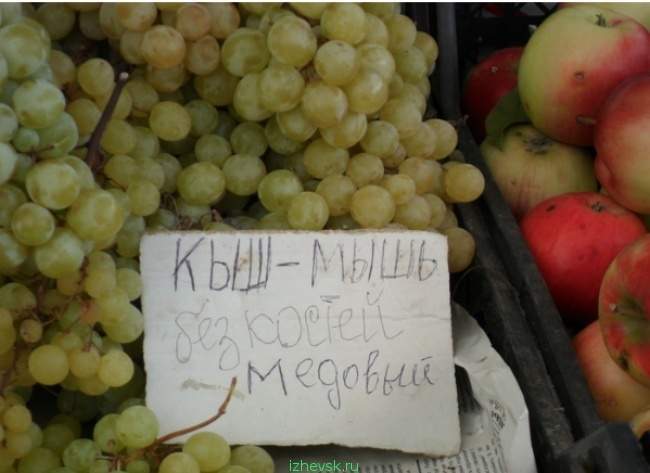 КЫШ-МЫШЬ
без костей
медовый
izhevsk.ru